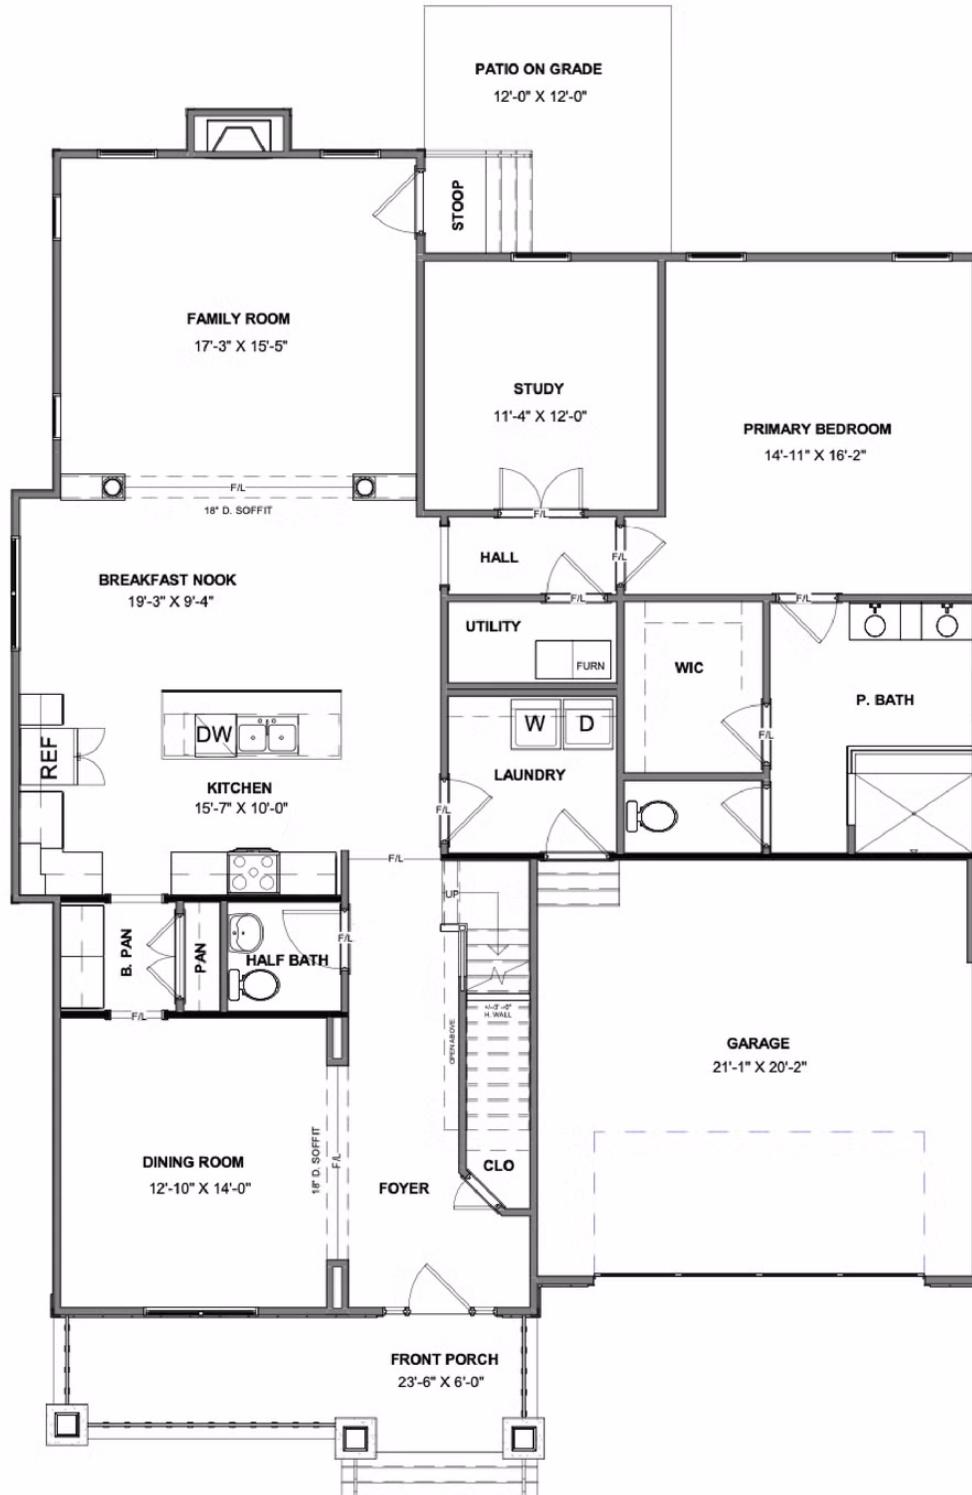 PATIO ON GRADE
12'-0" X 12'-0"
STOOP
FAMILY ROOM
17'-3" X 15'-5"
STUDY
11'-4" X 12'-0"
PRIMARY BEDROOM
14'-11" X 16'-2"
F/L
18" D. SOFFIT
F/L
HALL
F/L
BREAKFAST NOOK
19'-3" X 9'-4"
F/L
F/L
UTILITY
FURN
WIC
P. BATH
W
D
DW
REF
F/L
LAUNDRY
KITCHEN
15'-7" X 10'-0"
F/L
F/L
UP
B. PAN
PAN
HALF BATH
F/L
+/-3'-0"
H. WALL
F/L
OPEN ABOVE
GARAGE
21'-1" X 20'-2"
DINING ROOM
12'-10" X 14'-0"
18" D. SOFFIT
F/L
CLO
FOYER
FRONT PORCH
23'-6" X 6'-0"